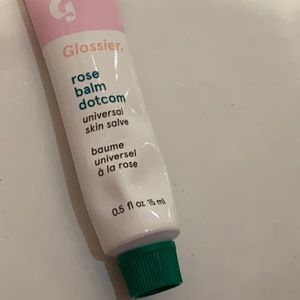 G
Glossier.
rose
balm
dotcom
universal
skin salve
baume
universel
à la rose
0.5 fl oz 15 ml